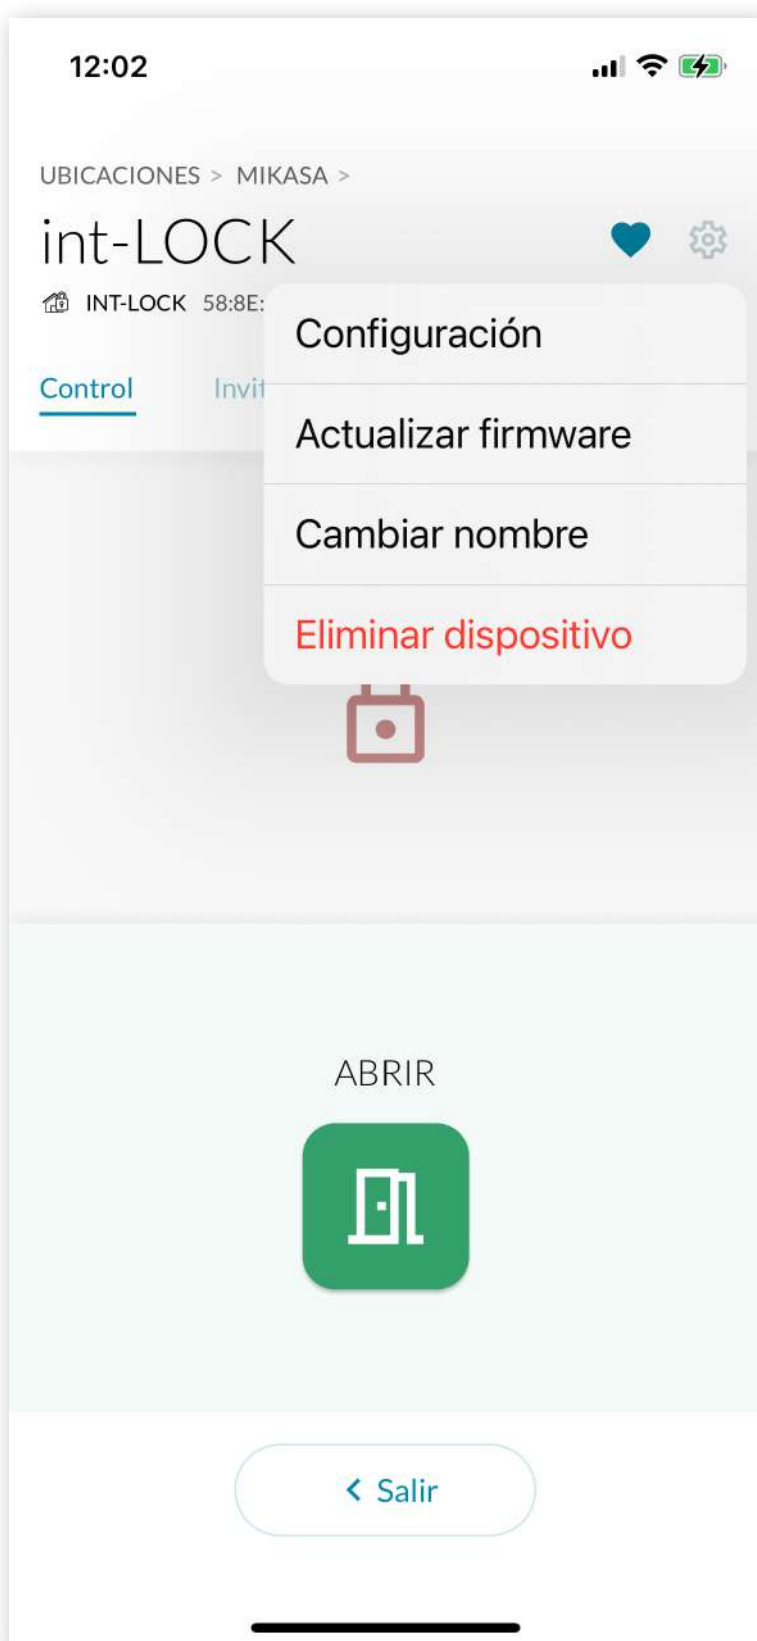 12:02
UBICACIONES > MIKASA >
int-LOCK
INT-LOCK 58:8E:
Configuración
Control
Actualizar firmware
Cambiar nombre
Eliminar dispositivo
ABRIR
< Salir